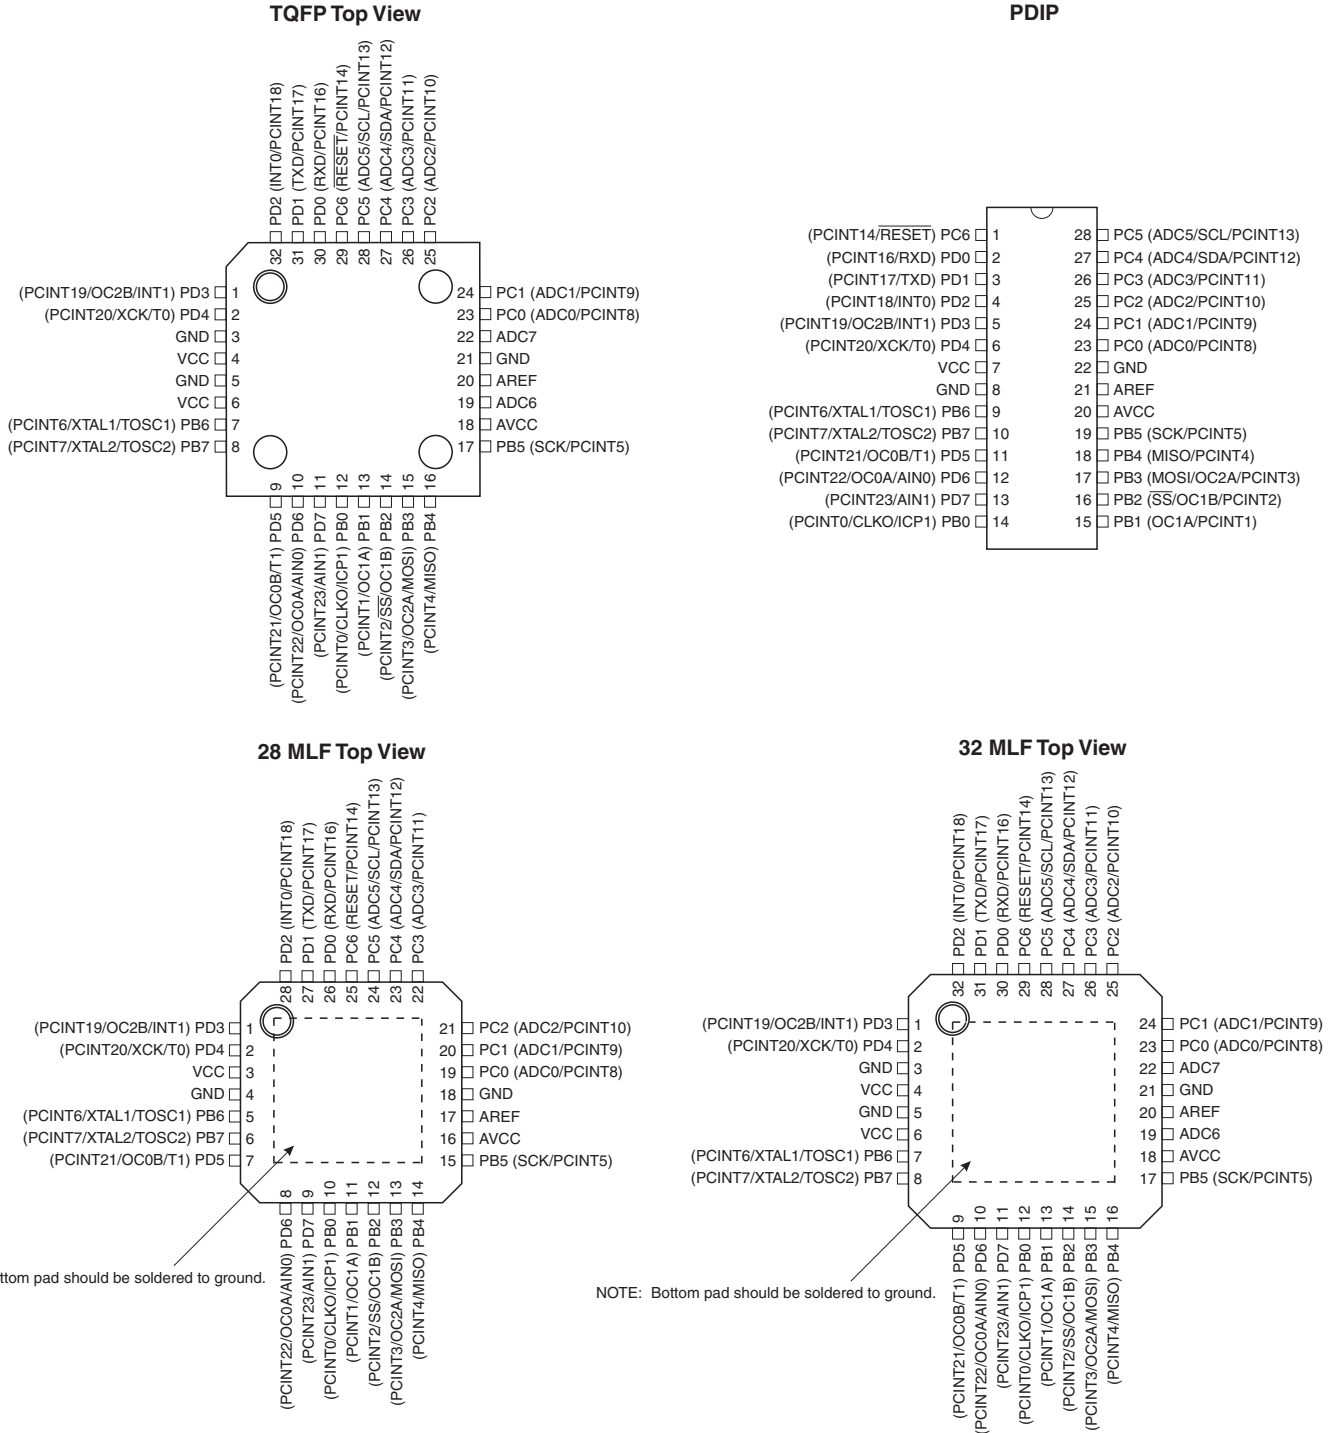 TQFP Top View
PD2 (INT0/PCINT18)
PD1 (TXD/PCINT17)
PD0 (RXD/PCINT16)
PC6 (RESET/PCINT14)
PC5 (ADC5/SCL/PCINT13)
PC4 (ADC4/SDA/PCINT12)
PC3 (ADC3/PCINT11)
PC2 (ADC2/PCINT10)
32 31 30 29 28 27 26 25
(PCINT19/OC2B/INT1) PD3 1
(PCINT20/XCK/T0) PD4 2
GND 3
VCC 4
GND 5
VCC 6
(PCINT6/XTAL1/TOSC1) PB6 7
(PCINT7/XTAL2/TOSC2) PB7 8
24 PC1 (ADC1/PCINT9)
23 PC0 (ADC0/PCINT8)
22 ADC7
21 GND
20 AREF
19 ADC6
18 AVCC
17 PB5 (SCK/PCINT5)
9 10 11 12 13 14 15 16
(PCINT21/OC0B/T1) PD5
(PCINT22/OC0A/AIN0) PD6
(PCINT23/AIN1) PD7
(PCINT0/CLKO/ICP1) PB0
(PCINT1/OC1A) PB1
(PCINT2/SS/OC1B) PB2
(PCINT3/OC2A/MOSI) PB3
(PCINT4/MISO) PB4
PDIP
(PCINT14/RESET) PC6 1
(PCINT16/RXD) PD0 2
(PCINT17/TXD) PD1 3
(PCINT18/INT0) PD2 4
(PCINT19/OC2B/INT1) PD3 5
(PCINT20/XCK/T0) PD4 6
VCC 7
GND 8
(PCINT6/XTAL1/TOSC1) PB6 9
(PCINT7/XTAL2/TOSC2) PB7 10
(PCINT21/OC0B/T1) PD5 11
(PCINT22/OC0A/AIN0) PD6 12
(PCINT23/AIN1) PD7 13
(PCINT0/CLKO/ICP1) PB0 14
28 PC5 (ADC5/SCL/PCINT13)
27 PC4 (ADC4/SDA/PCINT12)
26 PC3 (ADC3/PCINT11)
25 PC2 (ADC2/PCINT10)
24 PC1 (ADC1/PCINT9)
23 PC0 (ADC0/PCINT8)
22 GND
21 AREF
20 AVCC
19 PB5 (SCK/PCINT5)
18 PB4 (MISO/PCINT4)
17 PB3 (MOSI/OC2A/PCINT3)
16 PB2 (SS/OC1B/PCINT2)
15 PB1 (OC1A/PCINT1)
28 MLF Top View
PD2 (INT0/PCINT18)
PD1 (TXD/PCINT17)
PD0 (RXD/PCINT16)
PC6 (RESET/PCINT14)
PC5 (ADC5/SCL/PCINT13)
PC4 (ADC4/SDA/PCINT12)
PC3 (ADC3/PCINT11)
28 27 26 25 24 23 22
(PCINT19/OC2B/INT1) PD3 1
(PCINT20/XCK/T0) PD4 2
VCC 3
GND 4
(PCINT6/XTAL1/TOSC1) PB6 5
(PCINT7/XTAL2/TOSC2) PB7 6
(PCINT21/OC0B/T1) PD5 7
21 PC2 (ADC2/PCINT10)
20 PC1 (ADC1/PCINT9)
19 PC0 (ADC0/PCINT8)
18 GND
17 AREF
16 AVCC
15 PB5 (SCK/PCINT5)
8 9 10 11 12 13 14
(PCINT22/OC0A/AIN0) PD6
(PCINT23/AIN1) PD7
(PCINT0/CLKO/ICP1) PB0
(PCINT1/OC1A) PB1
(PCINT2/SS/OC1B) PB2
(PCINT3/OC2A/MOSI) PB3
(PCINT4/MISO) PB4
ttom pad should be soldered to ground.
32 MLF Top View
PD2 (INT0/PCINT18)
PD1 (TXD/PCINT17)
PD0 (RXD/PCINT16)
PC6 (RESET/PCINT14)
PC5 (ADC5/SCL/PCINT13)
PC4 (ADC4/SDA/PCINT12)
PC3 (ADC3/PCINT11)
PC2 (ADC2/PCINT10)
32 31 30 29 28 27 26 25
(PCINT19/OC2B/INT1) PD3 1
(PCINT20/XCK/T0) PD4 2
GND 3
VCC 4
GND 5
VCC 6
(PCINT6/XTAL1/TOSC1) PB6 7
(PCINT7/XTAL2/TOSC2) PB7 8
24 PC1 (ADC1/PCINT9)
23 PC0 (ADC0/PCINT8)
22 ADC7
21 GND
20 AREF
19 ADC6
18 AVCC
17 PB5 (SCK/PCINT5)
9 10 11 12 13 14 15 16
(PCINT21/OC0B/T1) PD5
(PCINT22/OC0A/AIN0) PD6
(PCINT23/AIN1) PD7
(PCINT0/CLKO/ICP1) PB0
(PCINT1/OC1A) PB1
(PCINT2/SS/OC1B) PB2
(PCINT3/OC2A/MOSI) PB3
(PCINT4/MISO) PB4
NOTE: Bottom pad should be soldered to ground.